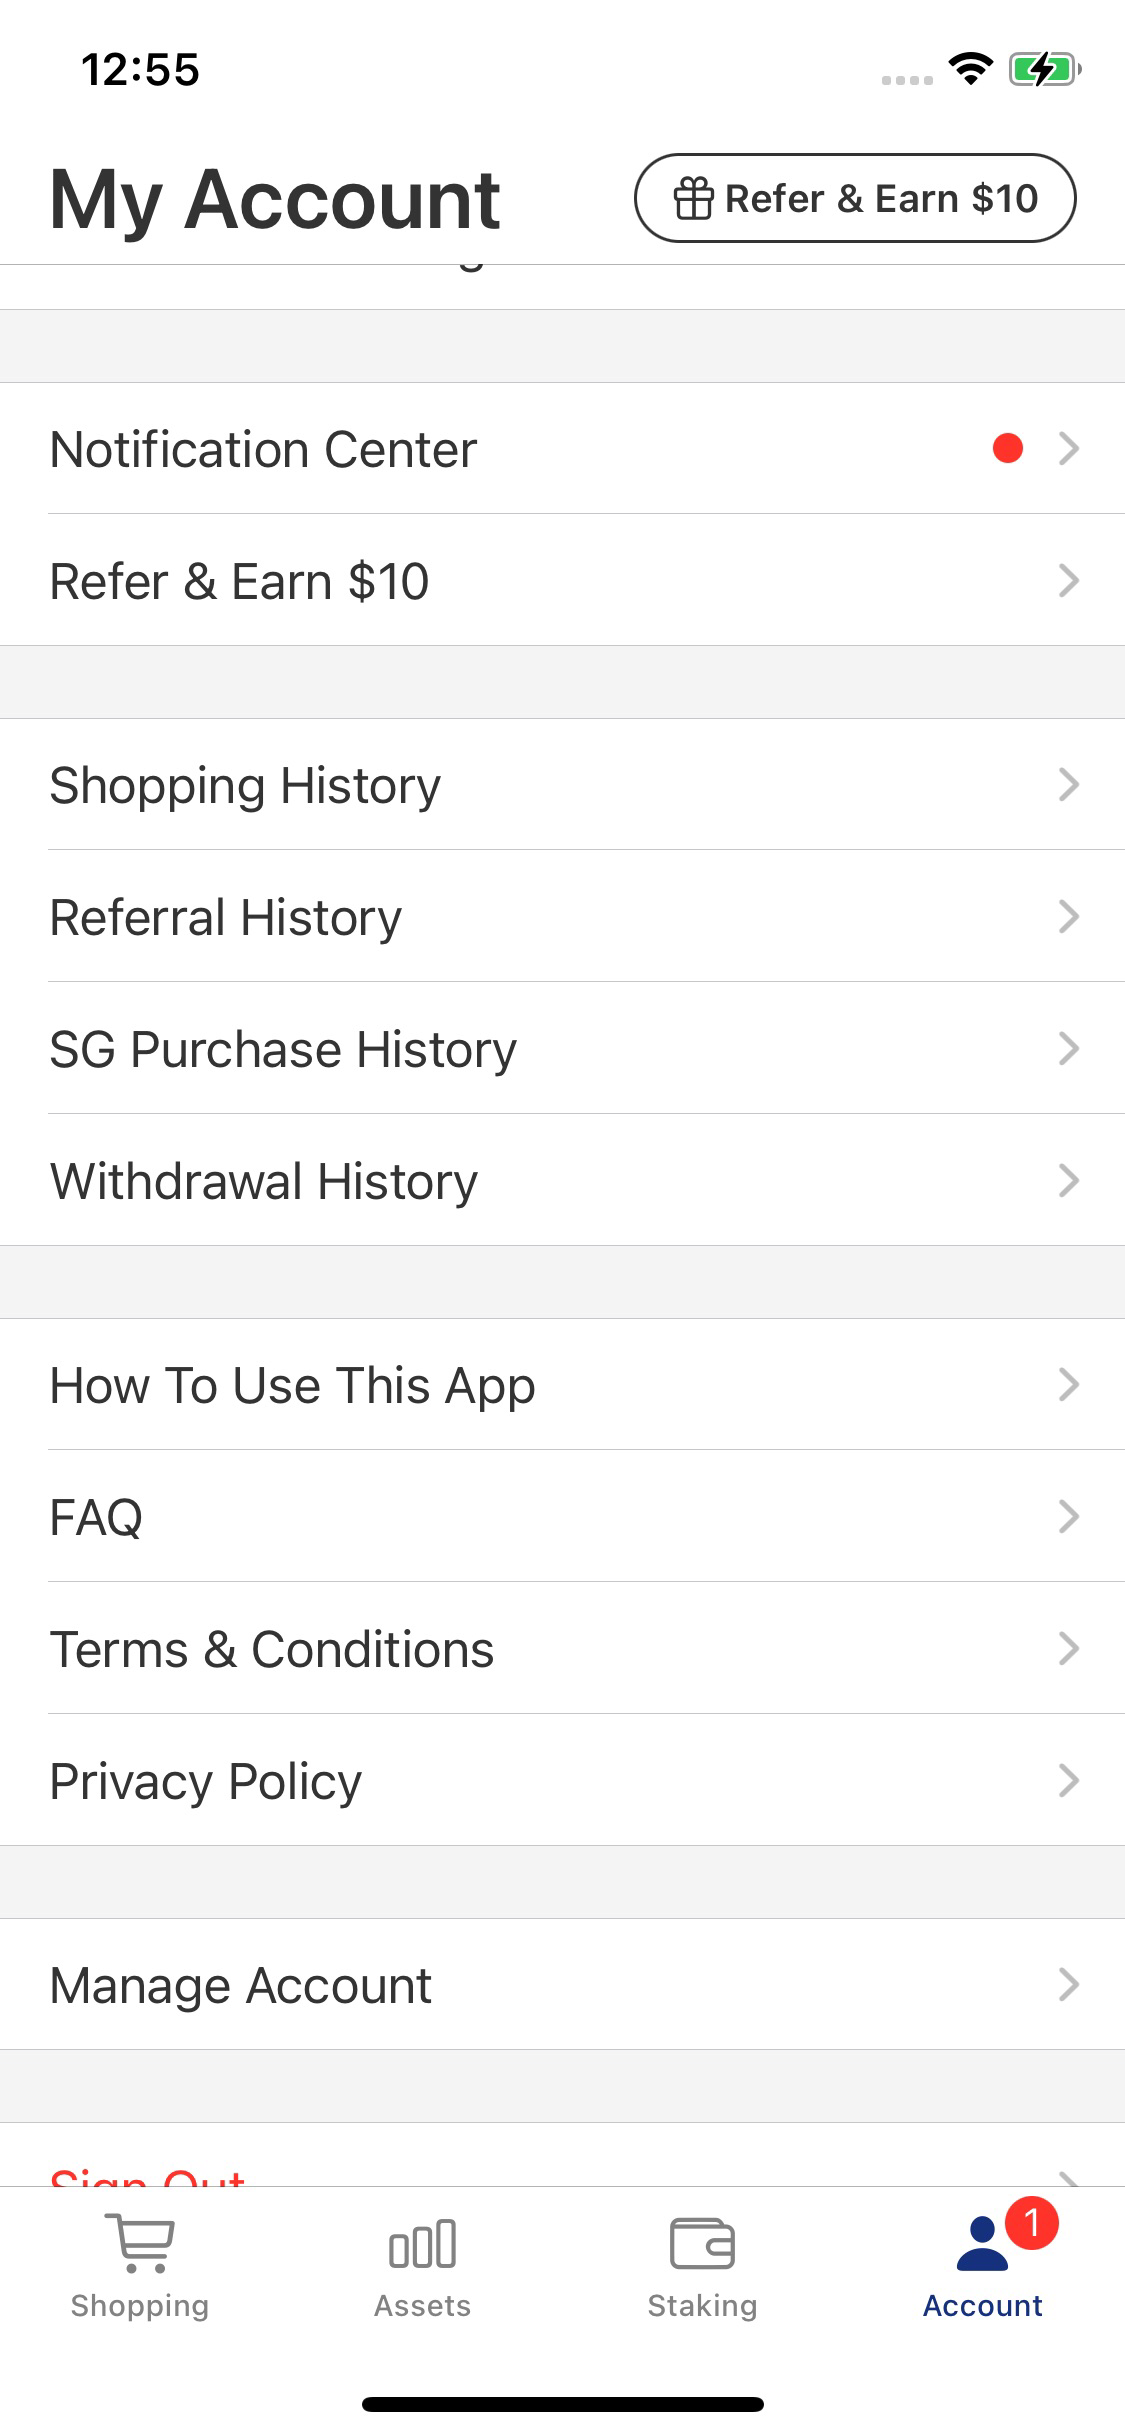 12:55
My Account
Refer & Earn $10
Notification Center
Refer & Earn $10
Shopping History
Referral History
SG Purchase History
Withdrawal History
How To Use This App
FAQ
Terms & Conditions
Privacy Policy
Manage Account
Sign Out
1
Shopping
Assets
Staking
Account